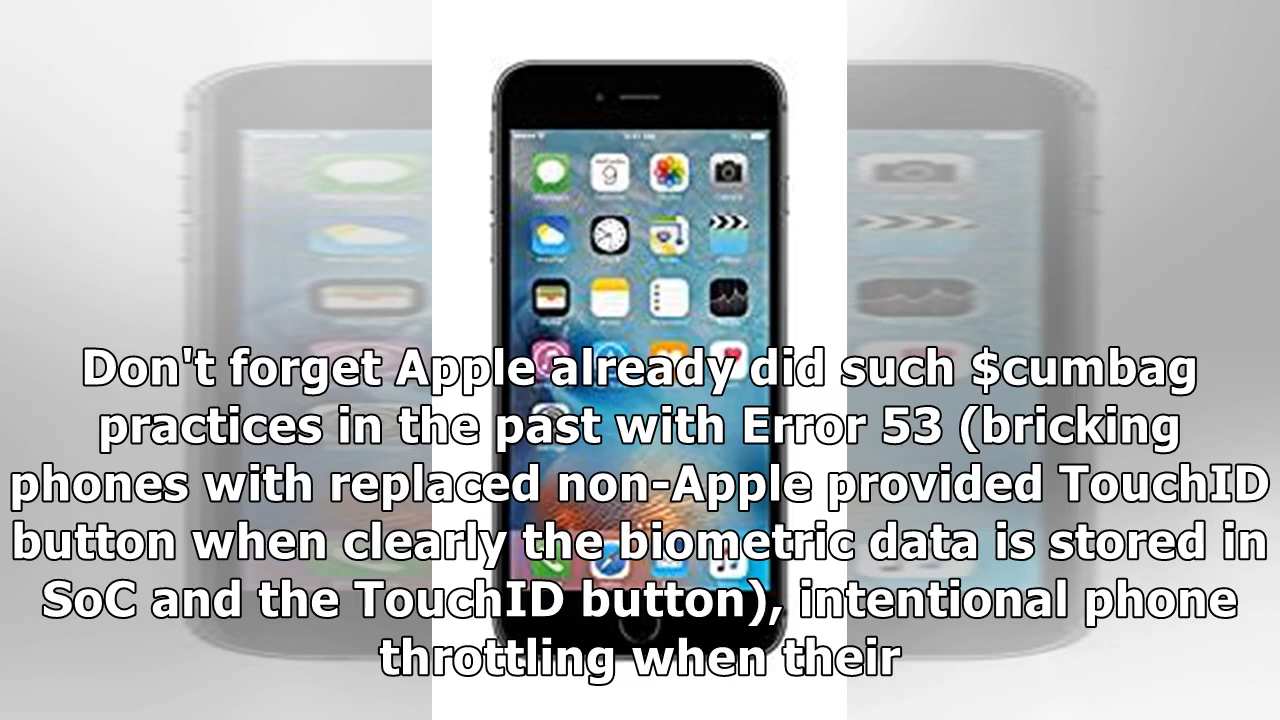 9
Don't forget Apple already did such $cumbag
practices in the past with Error 53 (bricking
phones with replaced non-Apple provided TouchID
button when clearly the biometric data is stored in
SoC and the TouchID button), intentional phone
throttling when their